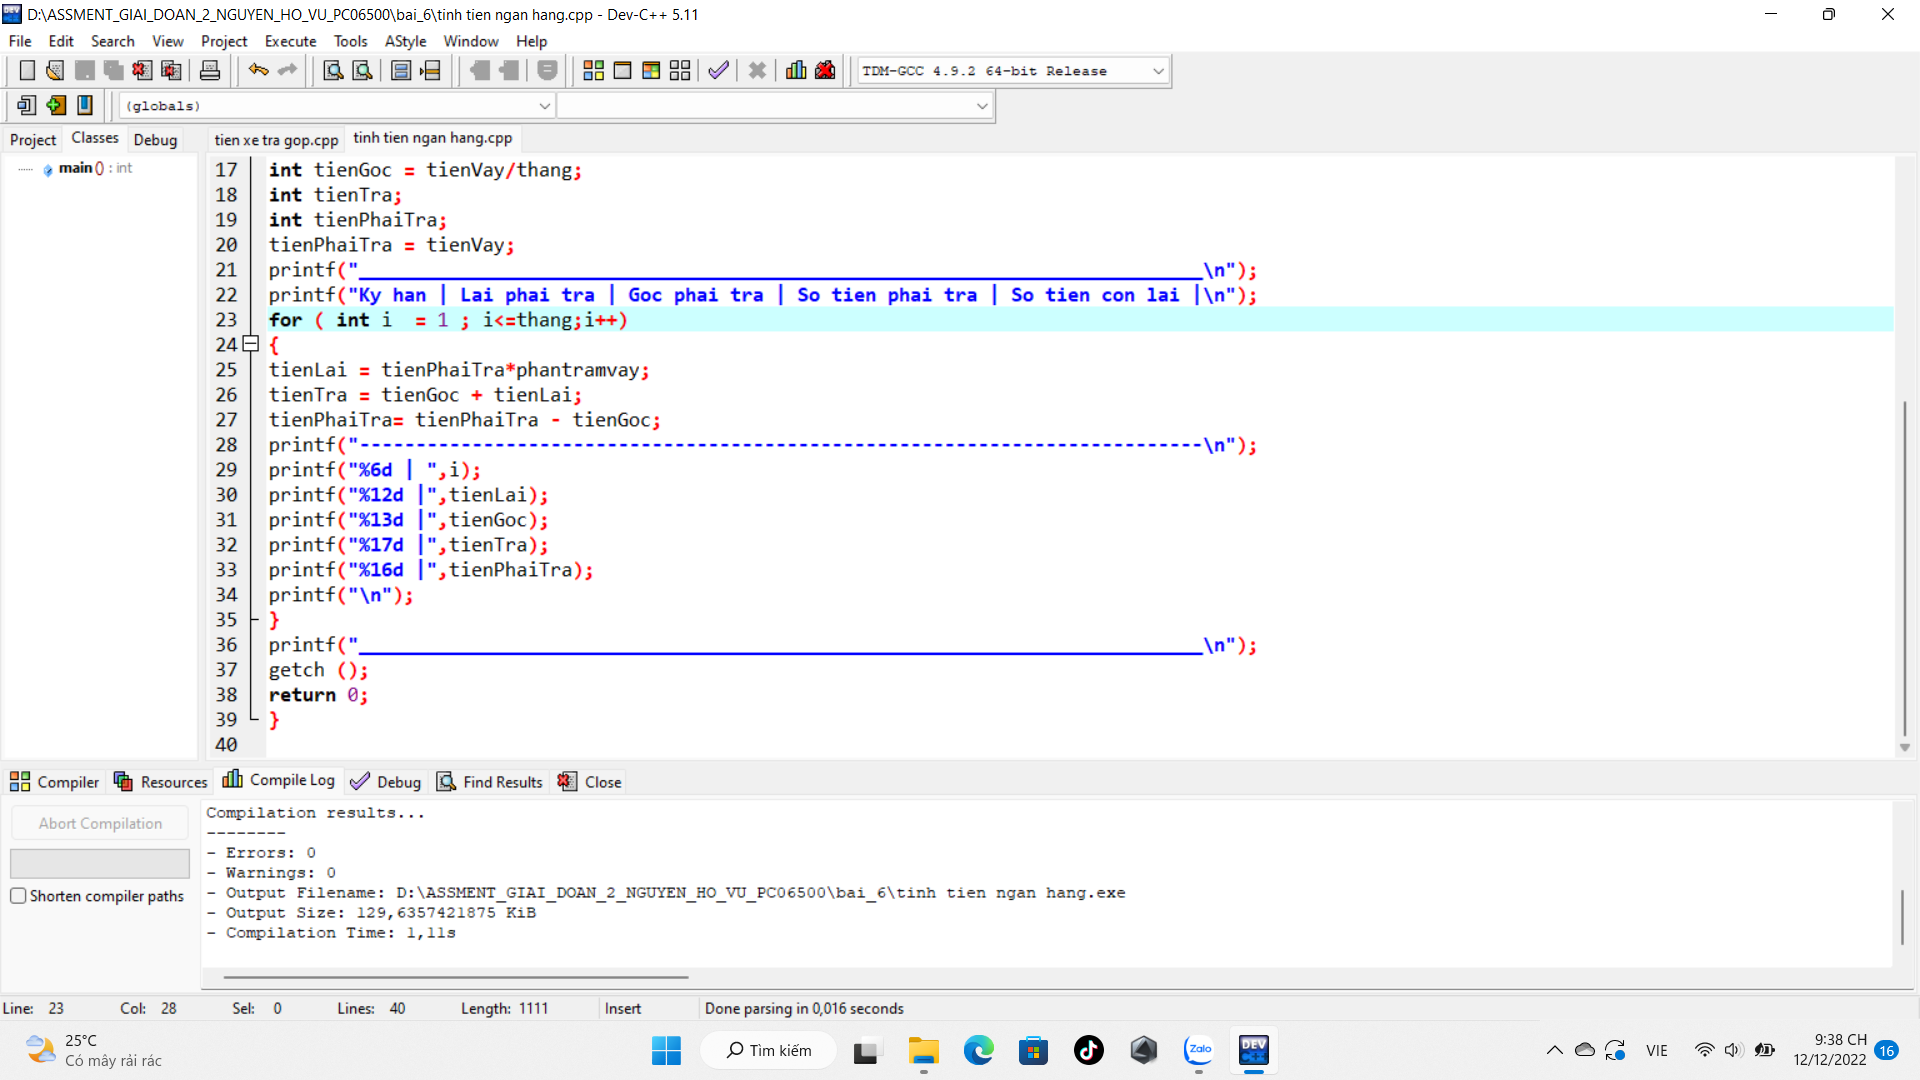 D:\ASSMENT_GIAI_DOAN_2_NGUYEN_HO_VU_PC06500\bai_6\tinh tien ngan hang.cpp - Dev-C++ 5.11
File Edit Search View Project Execute Tools AStyle Window Help
TDM-GCC 4.9.2 64-bit Release
(globals)
Project Classes Debug tien xe tra gop.cpp tinh tien ngan hang.cpp
main () : int
17 int tienGoc = tienVay/thang;
18 int tienTra;
19 int tienPhaiTra;
20 tienPhaiTra = tienVay;
21 printf("___________________________________________________________________________\n");
22 printf("Ky han | Lai phai tra | Goc phai tra | So tien phai tra | So tien con lai |\n");
23 for ( int i  = 1 ; i<=thang;i++)
24 {
25 tienLai = tienPhaiTra*phantramvay;
26 tienTra = tienGoc + tienLai;
27 tienPhaiTra= tienPhaiTra - tienGoc;
28 printf("---------------------------------------------------------------------------\n");
29 printf("%6d | ",i);
30 printf("%12d |",tienLai);
31 printf("%13d |",tienGoc);
32 printf("%17d |",tienTra);
33 printf("%16d |",tienPhaiTra);
34 printf("\n");
35 }
36 printf("___________________________________________________________________________\n");
37 getch ();
38 return 0;
39 }
40
Compiler Resources Compile Log Debug Find Results Close
Abort Compilation
Shorten compiler paths
Compilation results...
--------
- Errors: 0
- Warnings: 0
- Output Filename: D:\ASSMENT_GIAI_DOAN_2_NGUYEN_HO_VU_PC06500\bai_6\tinh tien ngan hang.exe
- Output Size: 129,6357421875 KiB
- Compilation Time: 1,11s
Line: 23 Col: 28 Sel: 0 Lines: 40 Length: 1111 Insert Done parsing in 0,016 seconds
25°C
Có mây rải rác
Tìm kiếm
Zalo
DEV C++
VIE
9:38 CH
12/12/2022
16